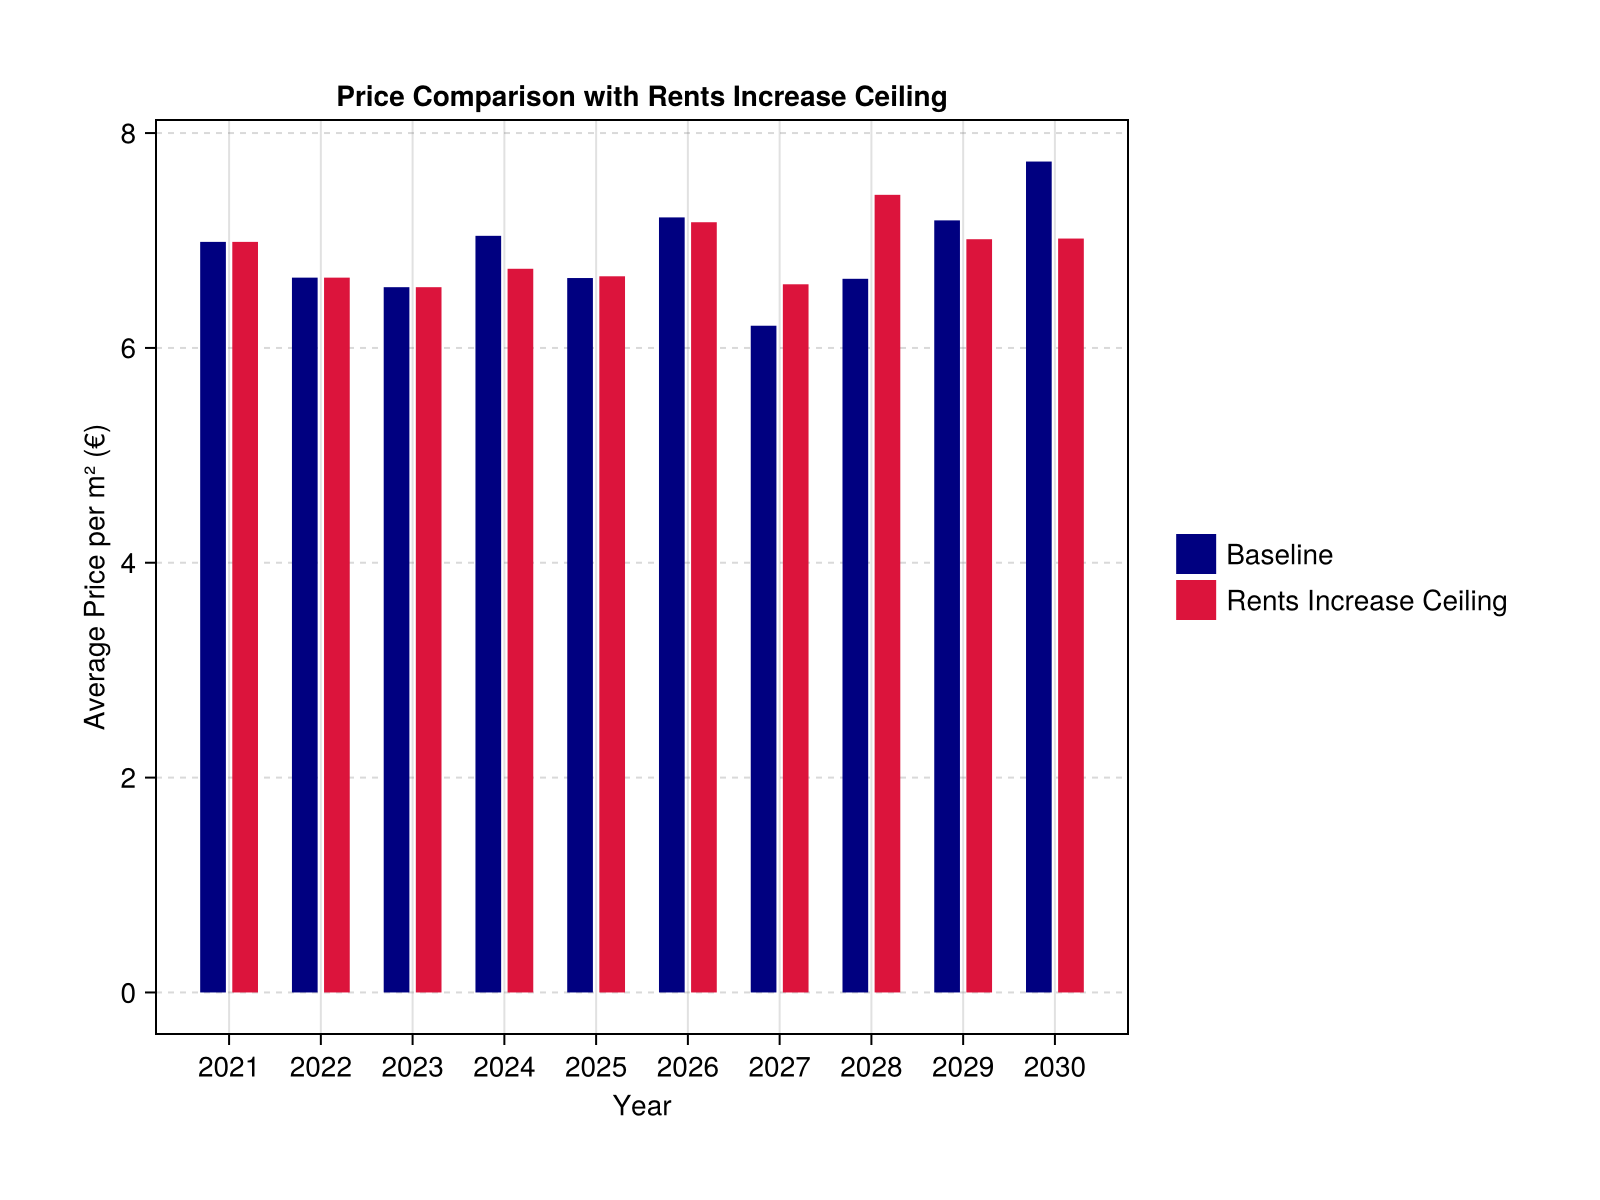 Price Comparison with Rents Increase Ceiling
8
6
4
2
0
Average Price per m² (€)
2021 2022 2023 2024 2025 2026 2027 2028 2029 2030
Year
Baseline
Rents Increase Ceiling